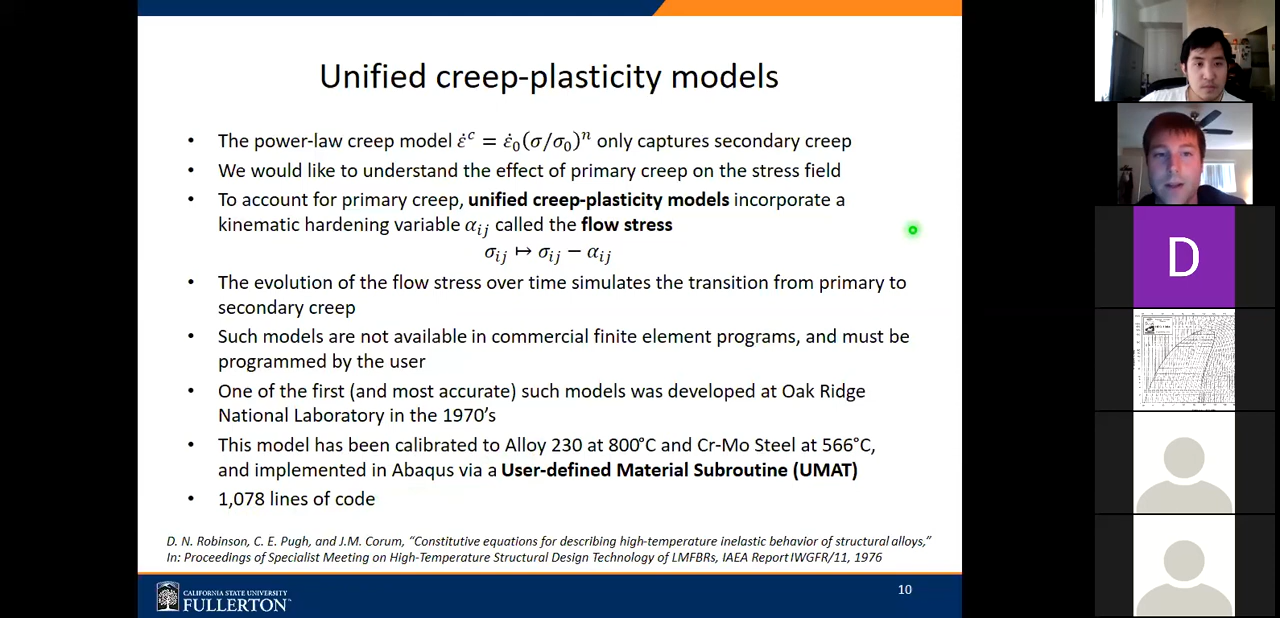 Unified creep-plasticity models
• The power-law creep model ε̇ᶜ = ε̇₀(σ/σ₀)ⁿ only captures secondary creep
• We would like to understand the effect of primary creep on the stress field
• To account for primary creep, unified creep-plasticity models incorporate a
kinematic hardening variable αᵢⱼ called the flow stress
σᵢⱼ ↦ σᵢⱼ − αᵢⱼ
• The evolution of the flow stress over time simulates the transition from primary to
secondary creep
• Such models are not available in commercial finite element programs, and must be
programmed by the user
• One of the first (and most accurate) such models was developed at Oak Ridge
National Laboratory in the 1970's
• This model has been calibrated to Alloy 230 at 800°C and Cr-Mo Steel at 566°C,
and implemented in Abaqus via a User-defined Material Subroutine (UMAT)
• 1,078 lines of code
D. N. Robinson, C. E. Pugh, and J.M. Corum, “Constitutive equations for describing high-temperature inelastic behavior of structural alloys,”
In: Proceedings of Specialist Meeting on High-Temperature Structural Design Technology of LMFBRs, IAEA Report IWGFR/11, 1976
CALIFORNIA STATE UNIVERSITY
FULLERTON™
10
D